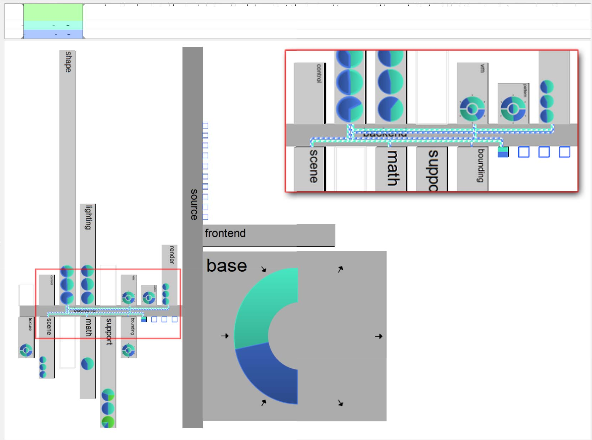 shape
control
scene
math
suppo
bounding
lighting
source
frontend
base
render
scene
math
support
bounding